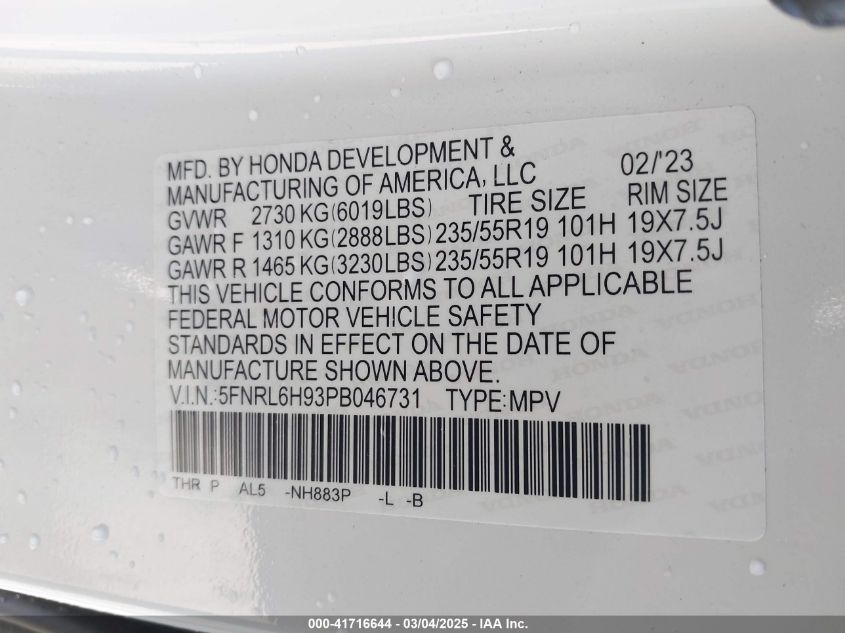 MFD. BY HONDA DEVELOPMENT &
MANUFACTURING OF AMERICA, LLC 02/'23
GVWR 2730 KG(6019LBS) TIRE SIZE RIM SIZE
GAWR F 1310 KG(2888LBS) 235/55R19 101H 19X7.5J
GAWR R 1465 KG(3230LBS) 235/55R19 101H 19X7.5J
THIS VEHICLE CONFORMS TO ALL APPLICABLE
FEDERAL MOTOR VEHICLE SAFETY
STANDARDS IN EFFECT ON THE DATE OF
MANUFACTURE SHOWN ABOVE.
V.I.N.:5FNRL6H93PB046731 TYPE:MPV
THR P AL5 -NH883P -L -B
000-41716644 - 03/04/2025 - IAA Inc.